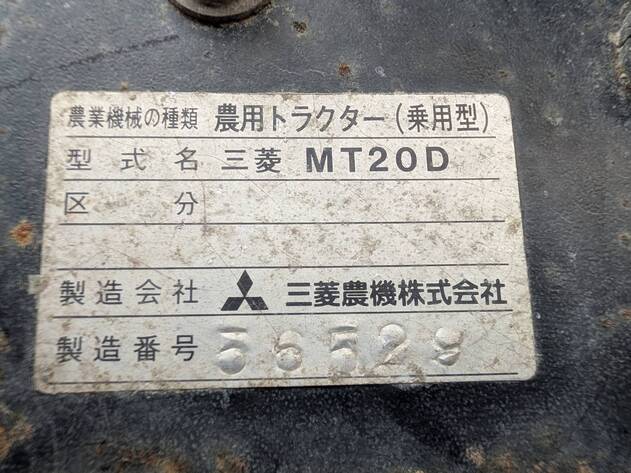 農業機械の種類 農用トラクター(乗用型)
型式名 三菱 MT20D
区分
製造会社 三菱農機株式会社
製造番号 56529